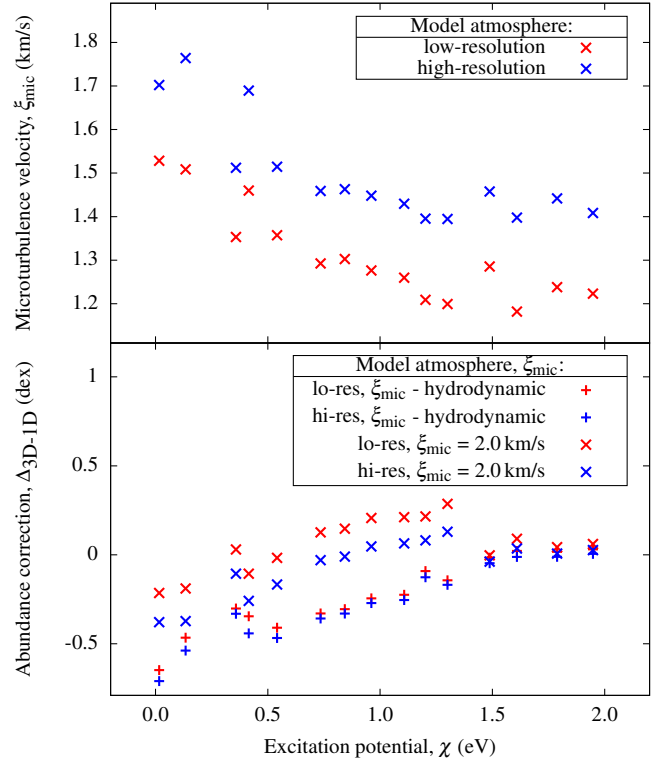 Model atmosphere:
low-resolution
high-resolution
1.8
1.7
1.6
1.5
1.4
1.3
1.2
Microturbulence velocity, ξmic (km/s)
Model atmosphere, ξmic:
lo-res, ξmic - hydrodynamic
hi-res, ξmic - hydrodynamic
lo-res, ξmic = 2.0 km/s
hi-res, ξmic = 2.0 km/s
1
0.5
0
-0.5
Abundance correction, Δ3D-1D (dex)
0.0 0.5 1.0 1.5 2.0
Excitation potential, χ (eV)